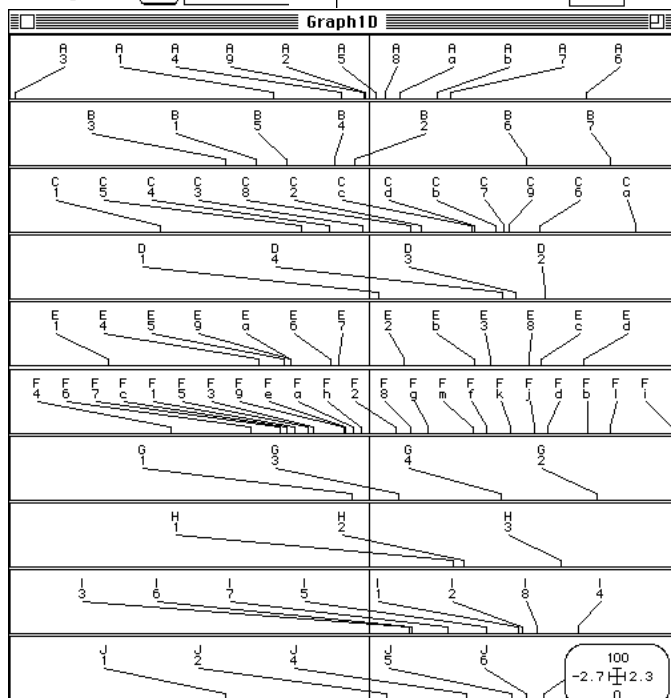 Graph1D
A A A A A A A A A A A
3 1 4 9 2 5 8 a b 7 6
B B B B B B B
3 1 5 4 2 6 7
C C C C C C C C C C C C C
1 5 4 3 8 2 c d b 7 9 6 a
D D D D
1 4 3 2
E E E E E E E E E E E E E
1 4 5 9 a 6 7 2 b 3 8 c d
F F F F F F F F F F F F F F F F F F F F F F F
4 6 7 c 1 5 3 9 e a h 2 8 g m f k j d b l i
G G G G
1 3 4 2
H H H
1 2 3
I I I I I I I I
3 6 7 5 1 2 8 4
J J J J J
1 2 4 5 6
100
-2.7 2.3
0